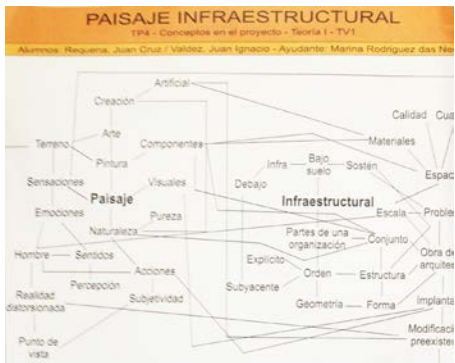 PAISAJE INFRAESTRUCTURAL
TP4 - Conceptos en el proyecto - Teoría I - TV1
Alumnos: Requena, Juan Cruz / Valdez, Juan Ignacio - Ayudante: Marina Rodriguez das Ne
Artificial
Creación
Calidad
Arte
Terreno
Componentes
Materiales
Pintura
Infra
Bajo
suelo
Sostén
Espac
Sensaciones
Visuales
Debajo
Paisaje
Infraestructural
Emociones
Pureza
Escala
Proble
Naturaleza
Partes de una
organización
Conjunto
Hombre
Sentidos
Explícito
Obra de
arquite
Acciones
Orden
Estructura
Percepción
Subyacente
Realidad
distorsionada
Subjetividad
Geometría
Forma
Implanta
Punto de
vista
Modificació
preexisten